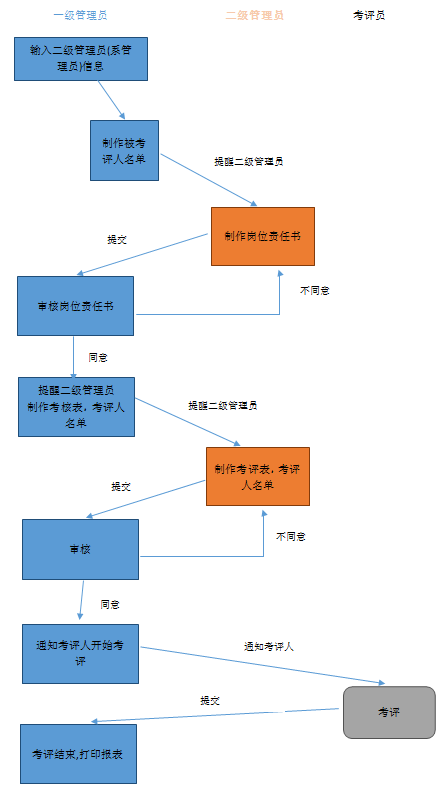 一级管理员
二级管理员
考评员
输入二级管理员(系管
理员)信息
制作被考
评人名单
提醒二级管理员
制作岗位责任书
提交
审核岗位责任书
不同意
同意
提醒二级管理员
制作考核表，考评人
名单
提醒二级管理员
制作考评表，考评
人名单
提交
审核
不同意
同意
通知考评人开始考
评
通知考评人
考评
提交
考评结束,打印报表